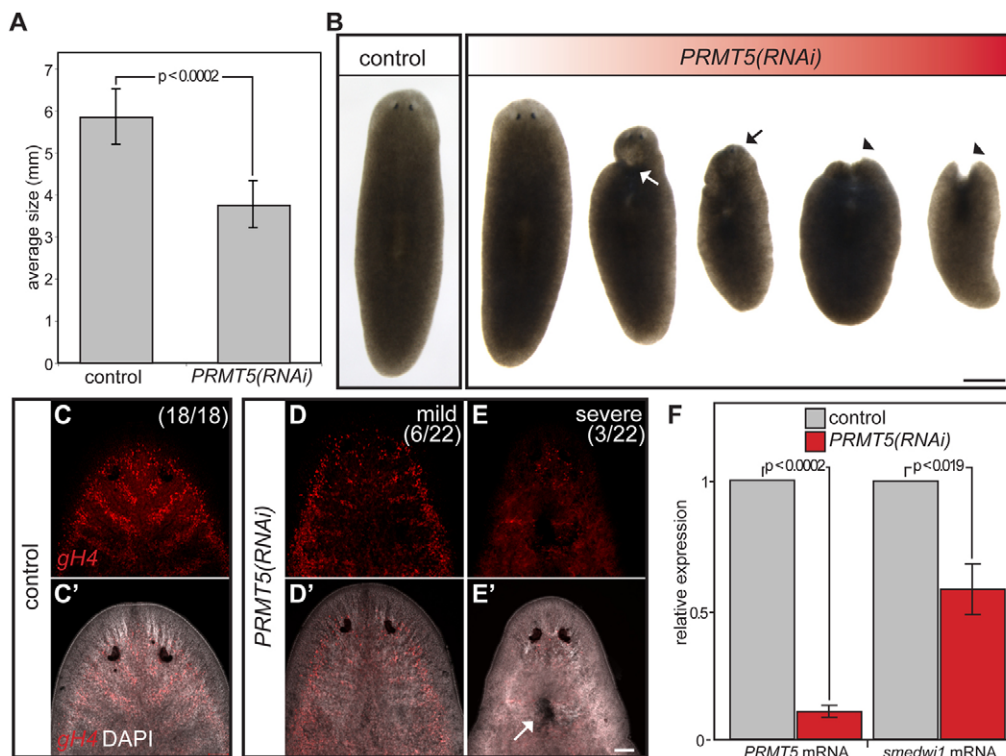 A
7
6
5
4
3
2
1
0
average size (mm)
p<0.0002
control
PRMT5(RNAi)
B
control
PRMT5(RNAi)
control
C
(18/18)
gH4
C'
gH4 DAPI
PRMT5(RNAi)
D
mild
(6/22)
D'
E
severe
(3/22)
E'
F
control
PRMT5(RNAi)
p<0.0002
p<0.019
1
0.5
0
relative expression
PRMT5 mRNA
smedwi1 mRNA